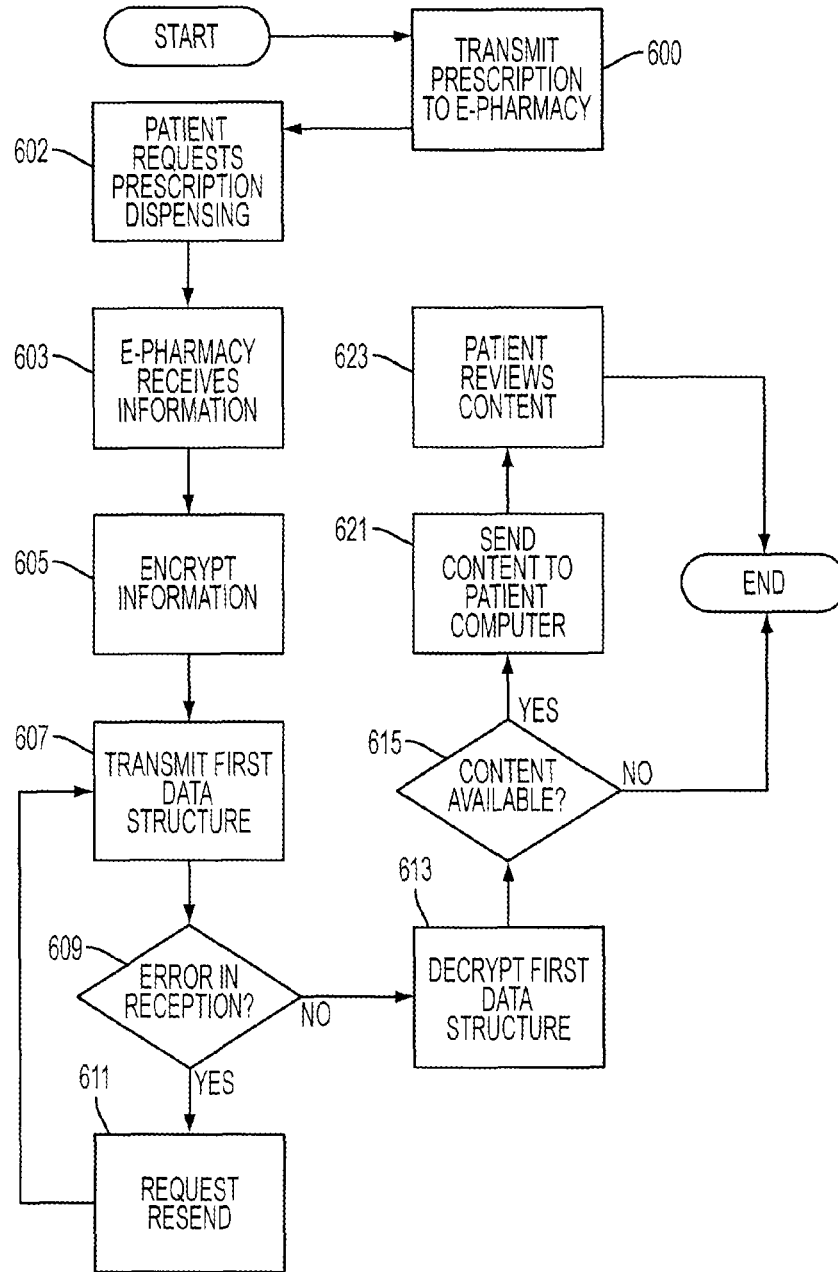 START
TRANSMIT
PRESCRIPTION
TO E-PHARMACY
600
602
PATIENT
REQUESTS
PRESCRIPTION
DISPENSING
603
E-PHARMACY
RECEIVES
INFORMATION
605
ENCRYPT
INFORMATION
607
TRANSMIT FIRST
DATA
STRUCTURE
609
ERROR IN
RECEPTION?
NO
YES
611
REQUEST
RESEND
613
DECRYPT FIRST
DATA
STRUCTURE
615
CONTENT
AVAILABLE?
YES
NO
621
SEND
CONTENT TO
PATIENT
COMPUTER
623
PATIENT
REVIEWS
CONTENT
END